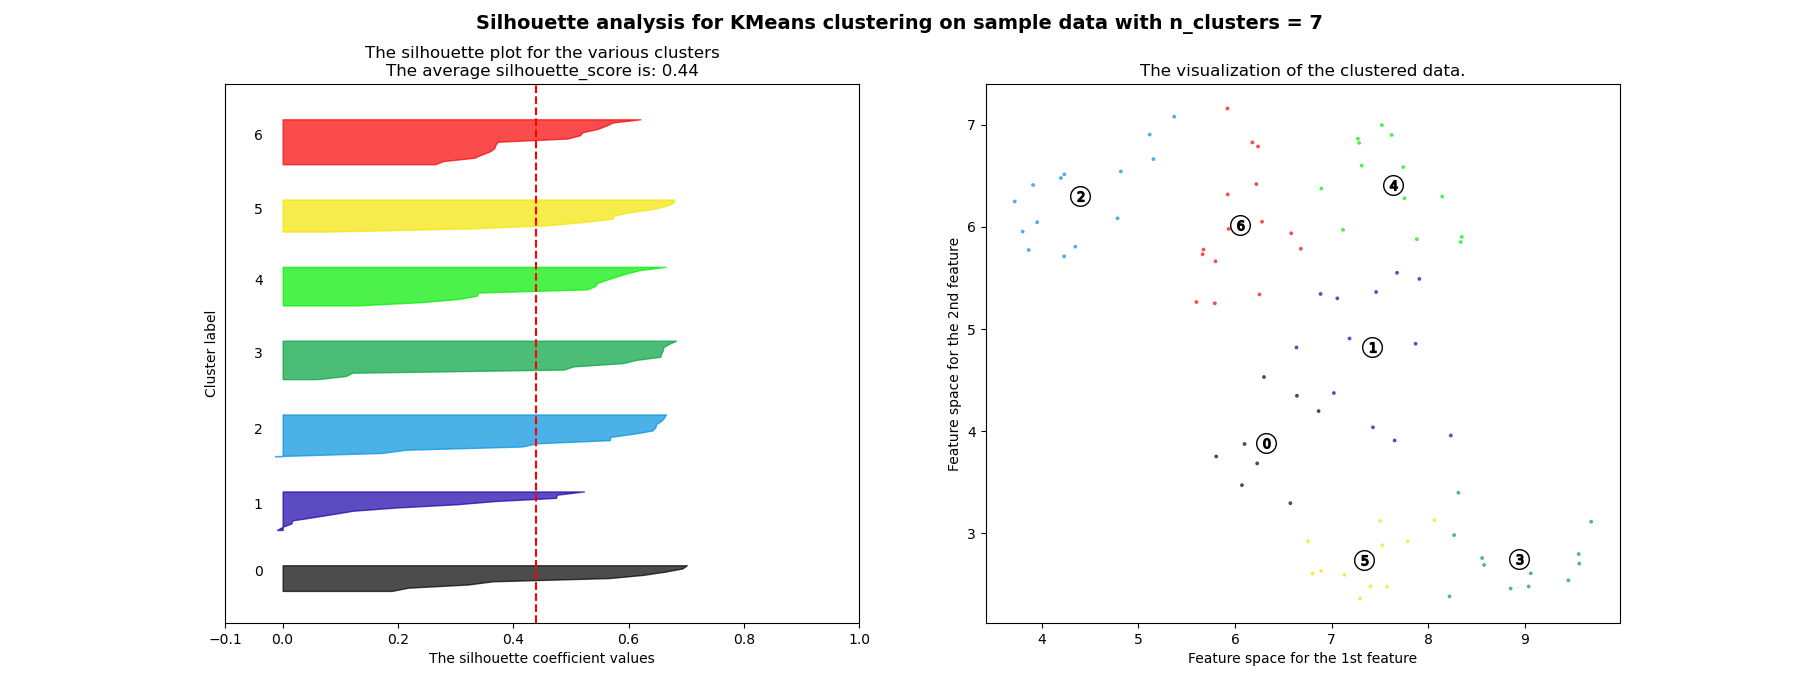 Silhouette analysis for KMeans clustering on sample data with n_clusters = 7
The silhouette plot for the various clusters
The average silhouette_score is: 0.44
6
5
4
3
2
1
0
Cluster label
−0.1 0.0 0.2 0.4 0.6 0.8 1.0
The silhouette coefficient values
The visualization of the clustered data.
7
6
5
4
3
Feature space for the 2nd feature
2
4
6
1
0
5
3
4 5 6 7 8 9
Feature space for the 1st feature